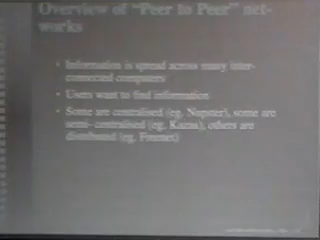 Overview of "Peer to Peer" net-
works
• Information is spread across many inter-
connected computers
• Users want to find information
• Some are centralised (eg. Napster), some are
semi- centralised (eg. Kazaa), others are
distributed (eg. Freenet)